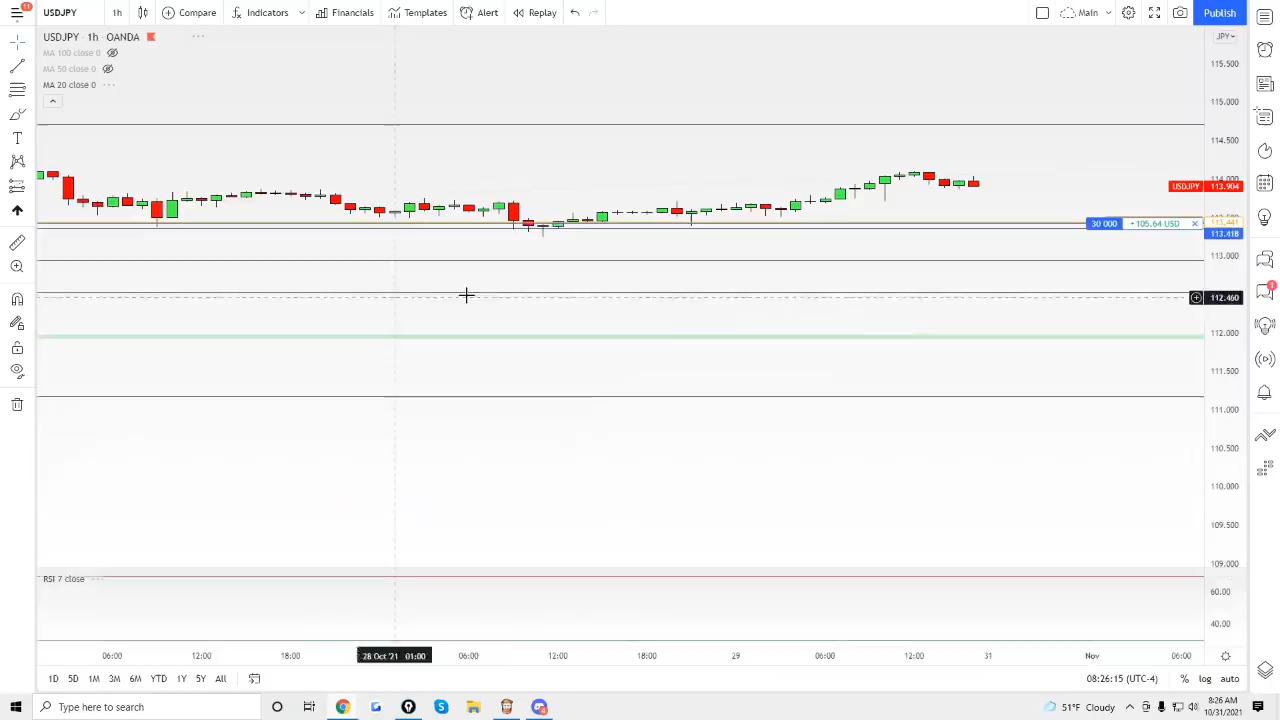 11 USDJPY 1h Compare Indicators Financials Templates Alert Replay Main Publish
USDJPY · 1h · OANDA
JPY
MA 100 close 0
MA 50 close 0
MA 20 close 0
115.500
115.000
114.500
114.000
USDJPY 113.904
30 000 +105.64 USD × 113.441
113.418
113.000
1
112.460
112.000
111.500
111.000
110.500
110.000
109.500
109.000
RSI 7 close
60.00
40.00
06:00 12:00 18:00 28 Oct '21 01:00 06:00 12:00 18:00 29 06:00 12:00 31 Nov 06:00
1D 5D 1M 3M 6M YTD 1Y 5Y All 08:26:15 (UTC-4) % log auto
Type here to search 51°F Cloudy 8:26 AM
10/31/2021